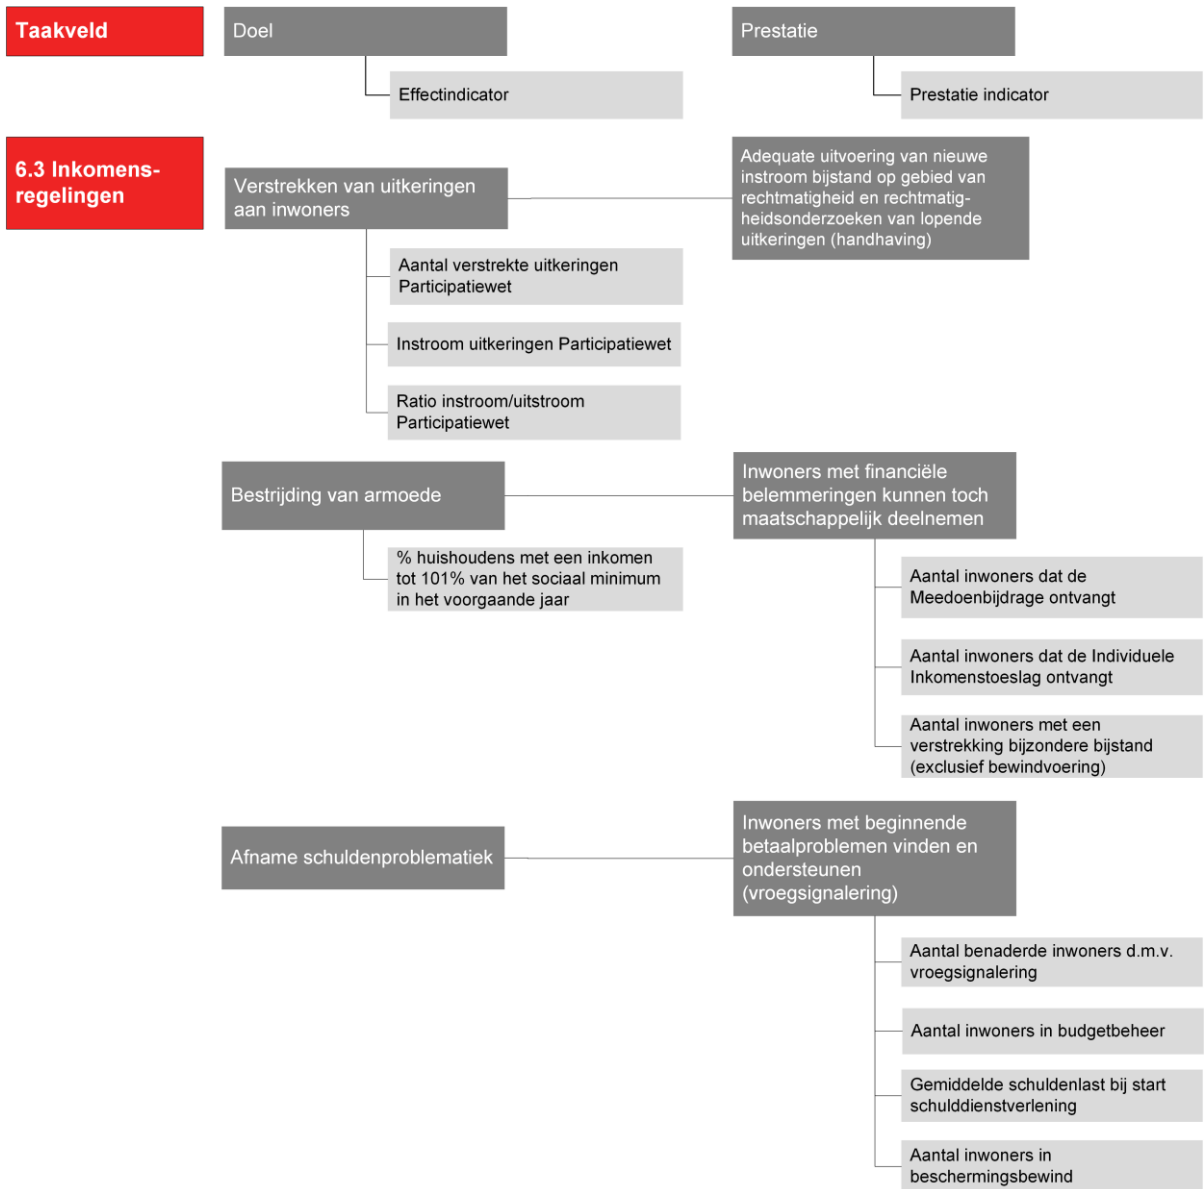 Taakveld
Doel
Prestatie
Effectindicator
Prestatie indicator
6.3 Inkomens-
regelingen
Verstrekken van uitkeringen
aan inwoners
Adequate uitvoering van nieuwe
instroom bijstand op gebied van
rechtmatigheid en rechtmatig-
heidsonderzoeken van lopende
uitkeringen (handhaving)
Aantal verstrekte uitkeringen
Participatiewet
Instroom uitkeringen Participatiewet
Ratio instroom/uitstroom
Participatiewet
Bestrijding van armoede
Inwoners met financiële
belemmeringen kunnen toch
maatschappelijk deelnemen
% huishoudens met een inkomen
tot 101% van het sociaal minimum
in het voorgaande jaar
Aantal inwoners dat de
Meedoenbijdrage ontvangt
Aantal inwoners dat de Individuele
Inkomenstoeslag ontvangt
Aantal inwoners met een
verstrekking bijzondere bijstand
(exclusief bewindvoering)
Afname schuldenproblematiek
Inwoners met beginnende
betaalproblemen vinden en
ondersteunen
(vroegsignalering)
Aantal benaderde inwoners d.m.v.
vroegsignalering
Aantal inwoners in budgetbeheer
Gemiddelde schuldenlast bij start
schulddienstverlening
Aantal inwoners in
beschermingsbewind